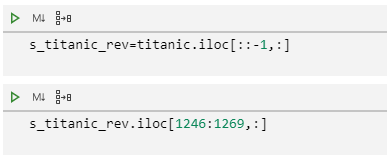 M↓
s_titanic_rev=titanic.iloc[::-1,:]
M↓
s_titanic_rev.iloc[1246:1269,:]